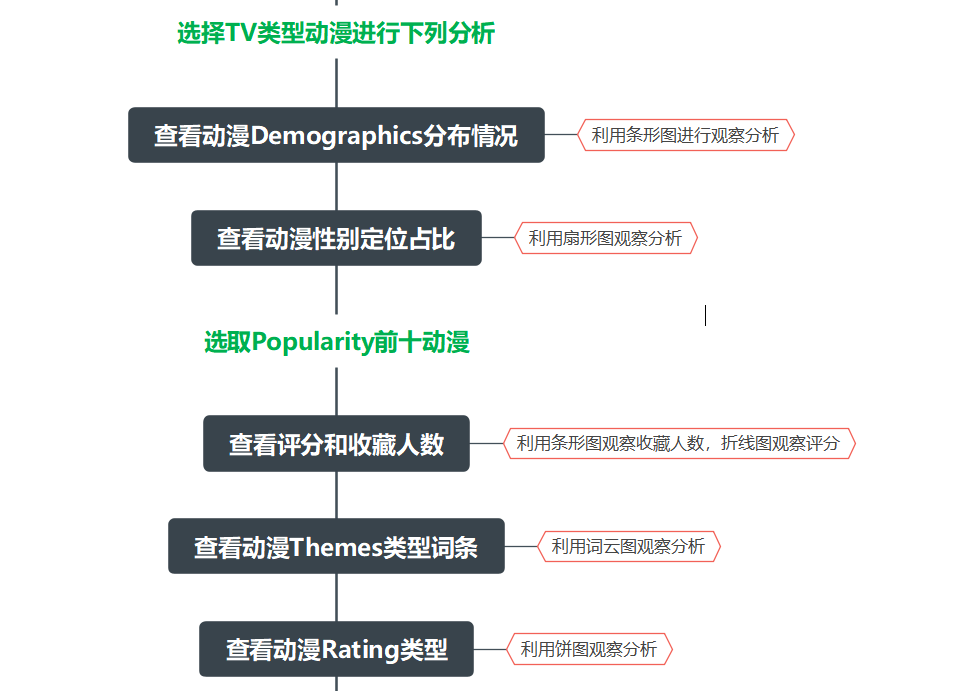 选择TV类型动漫进行下列分析
查看动漫Demographics分布情况
利用条形图进行观察分析
查看动漫性别定位占比
利用扇形图观察分析
选取Popularity前十动漫
查看评分和收藏人数
利用条形图观察收藏人数，折线图观察评分
查看动漫Themes类型词条
利用词云图观察分析
查看动漫Rating类型
利用饼图观察分析